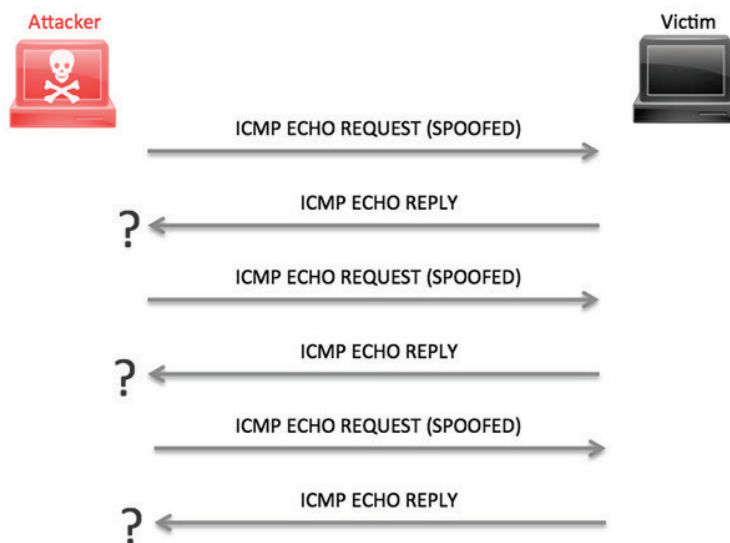 Attacker
Victim
ICMP ECHO REQUEST (SPOOFED)
ICMP ECHO REPLY
?
ICMP ECHO REQUEST (SPOOFED)
ICMP ECHO REPLY
?
ICMP ECHO REQUEST (SPOOFED)
ICMP ECHO REPLY
?